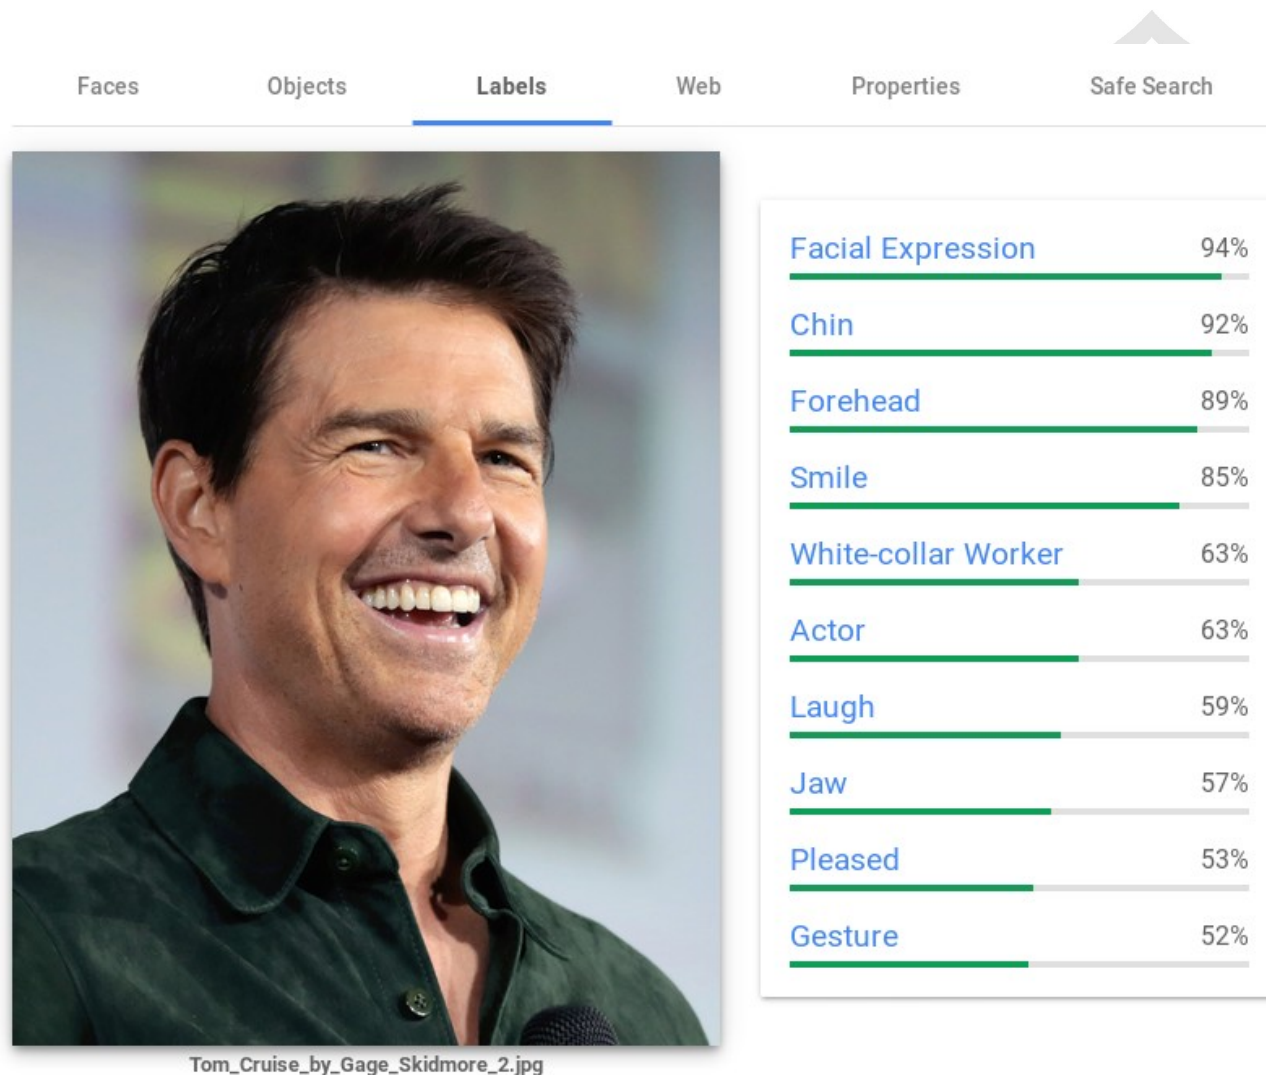 Faces Objects Labels Web Properties Safe Search
Facial Expression 94%
Chin 92%
Forehead 89%
Smile 85%
White-collar Worker 63%
Actor 63%
Laugh 59%
Jaw 57%
Pleased 53%
Gesture 52%
Tom_Cruise_by_Gage_Skidmore_2.jpg